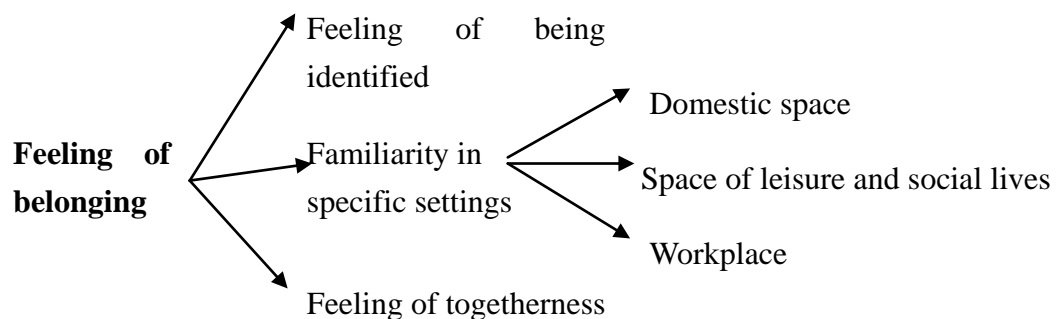 Feeling of being
identified
Feeling of
belonging
Familiarity in
specific settings
Domestic space
Space of leisure and social lives
Workplace
Feeling of togetherness